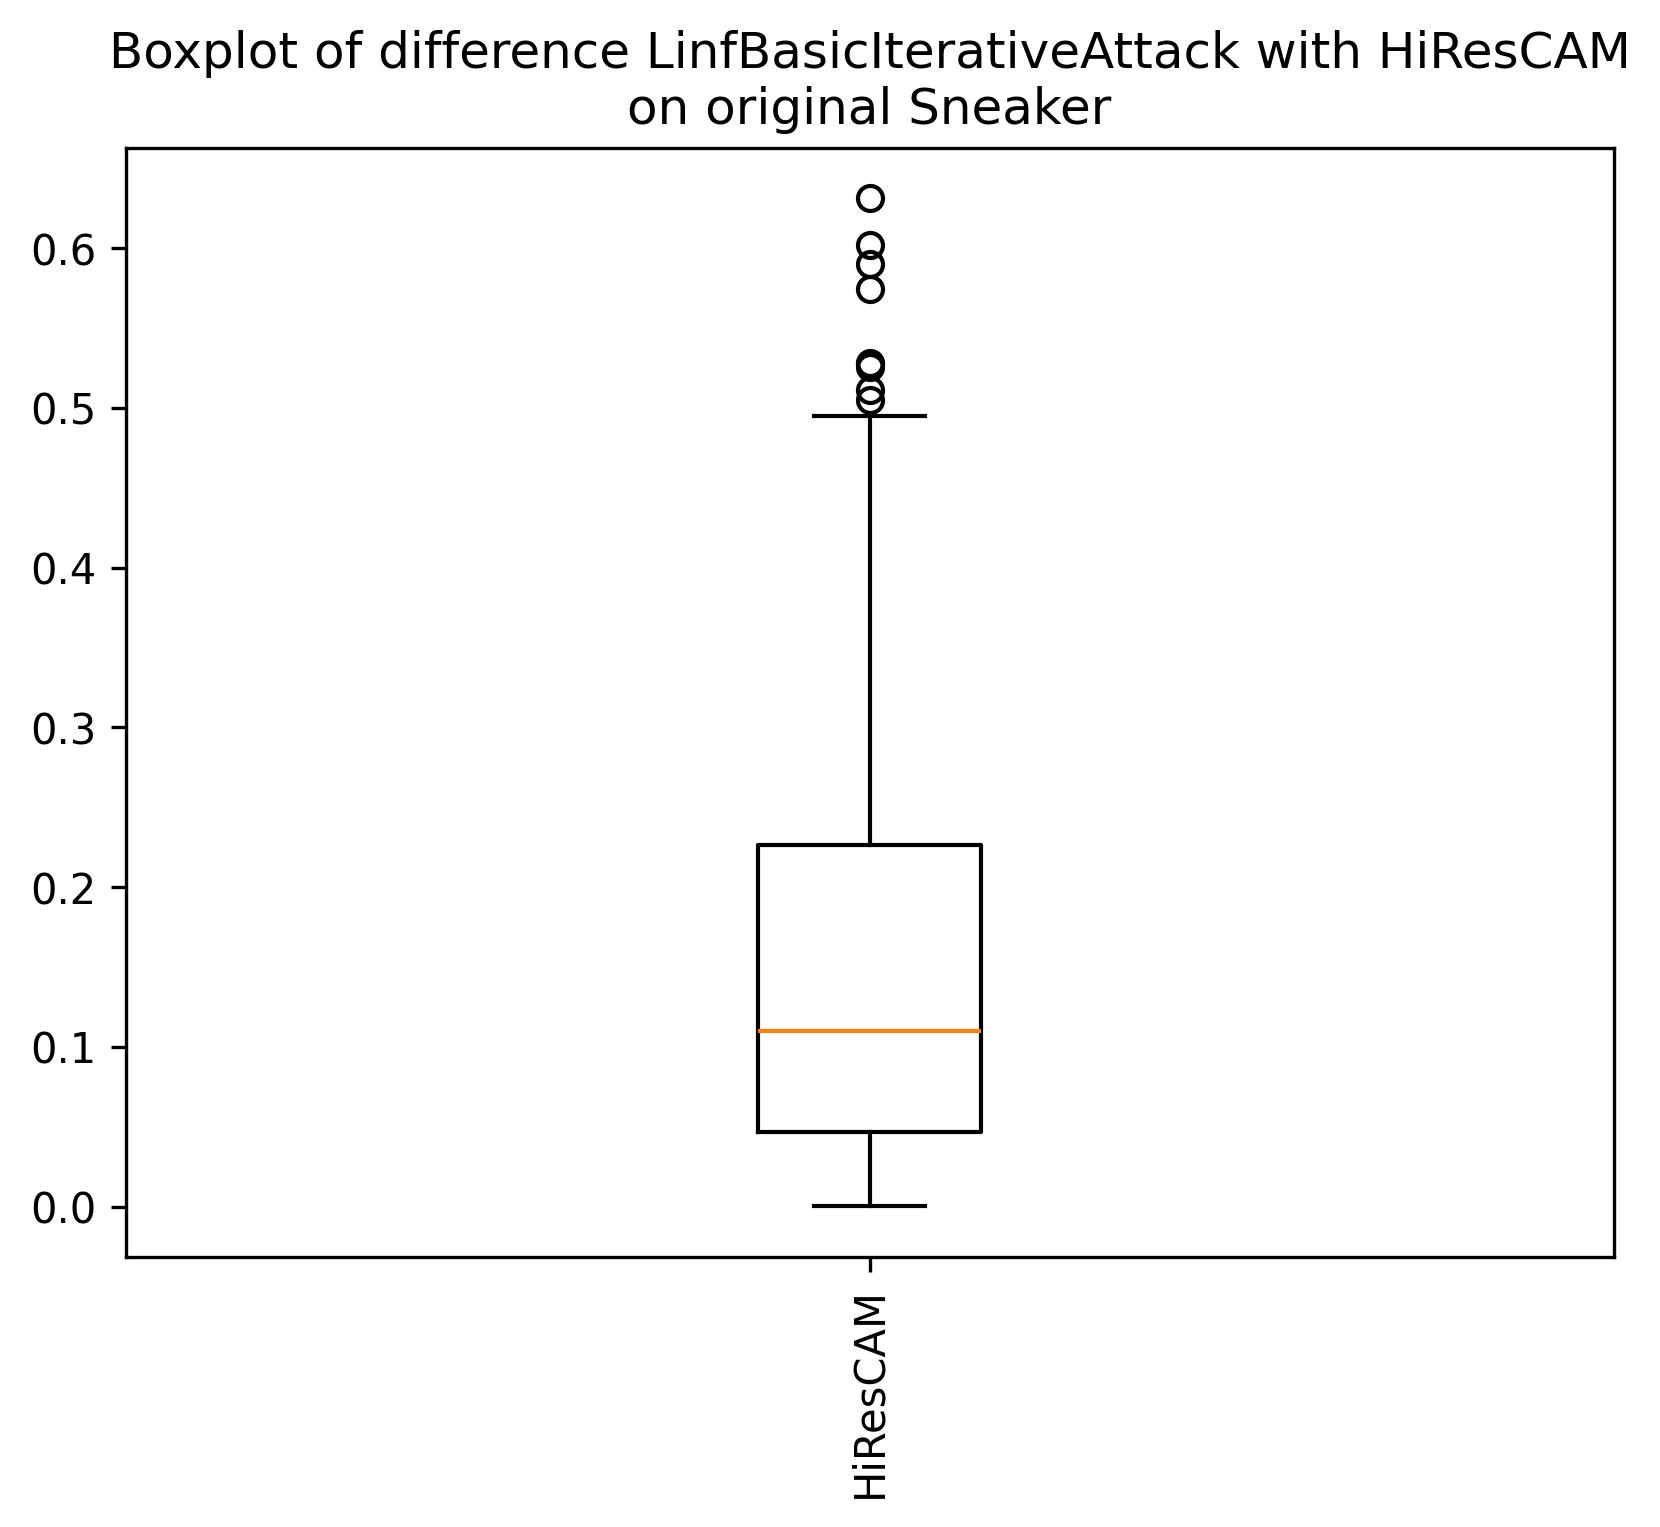 Boxplot of difference LinfBasicIterativeAttack with HiResCAM
on original Sneaker
0.6
0.5
0.4
0.3
0.2
0.1
0.0
HiResCAM